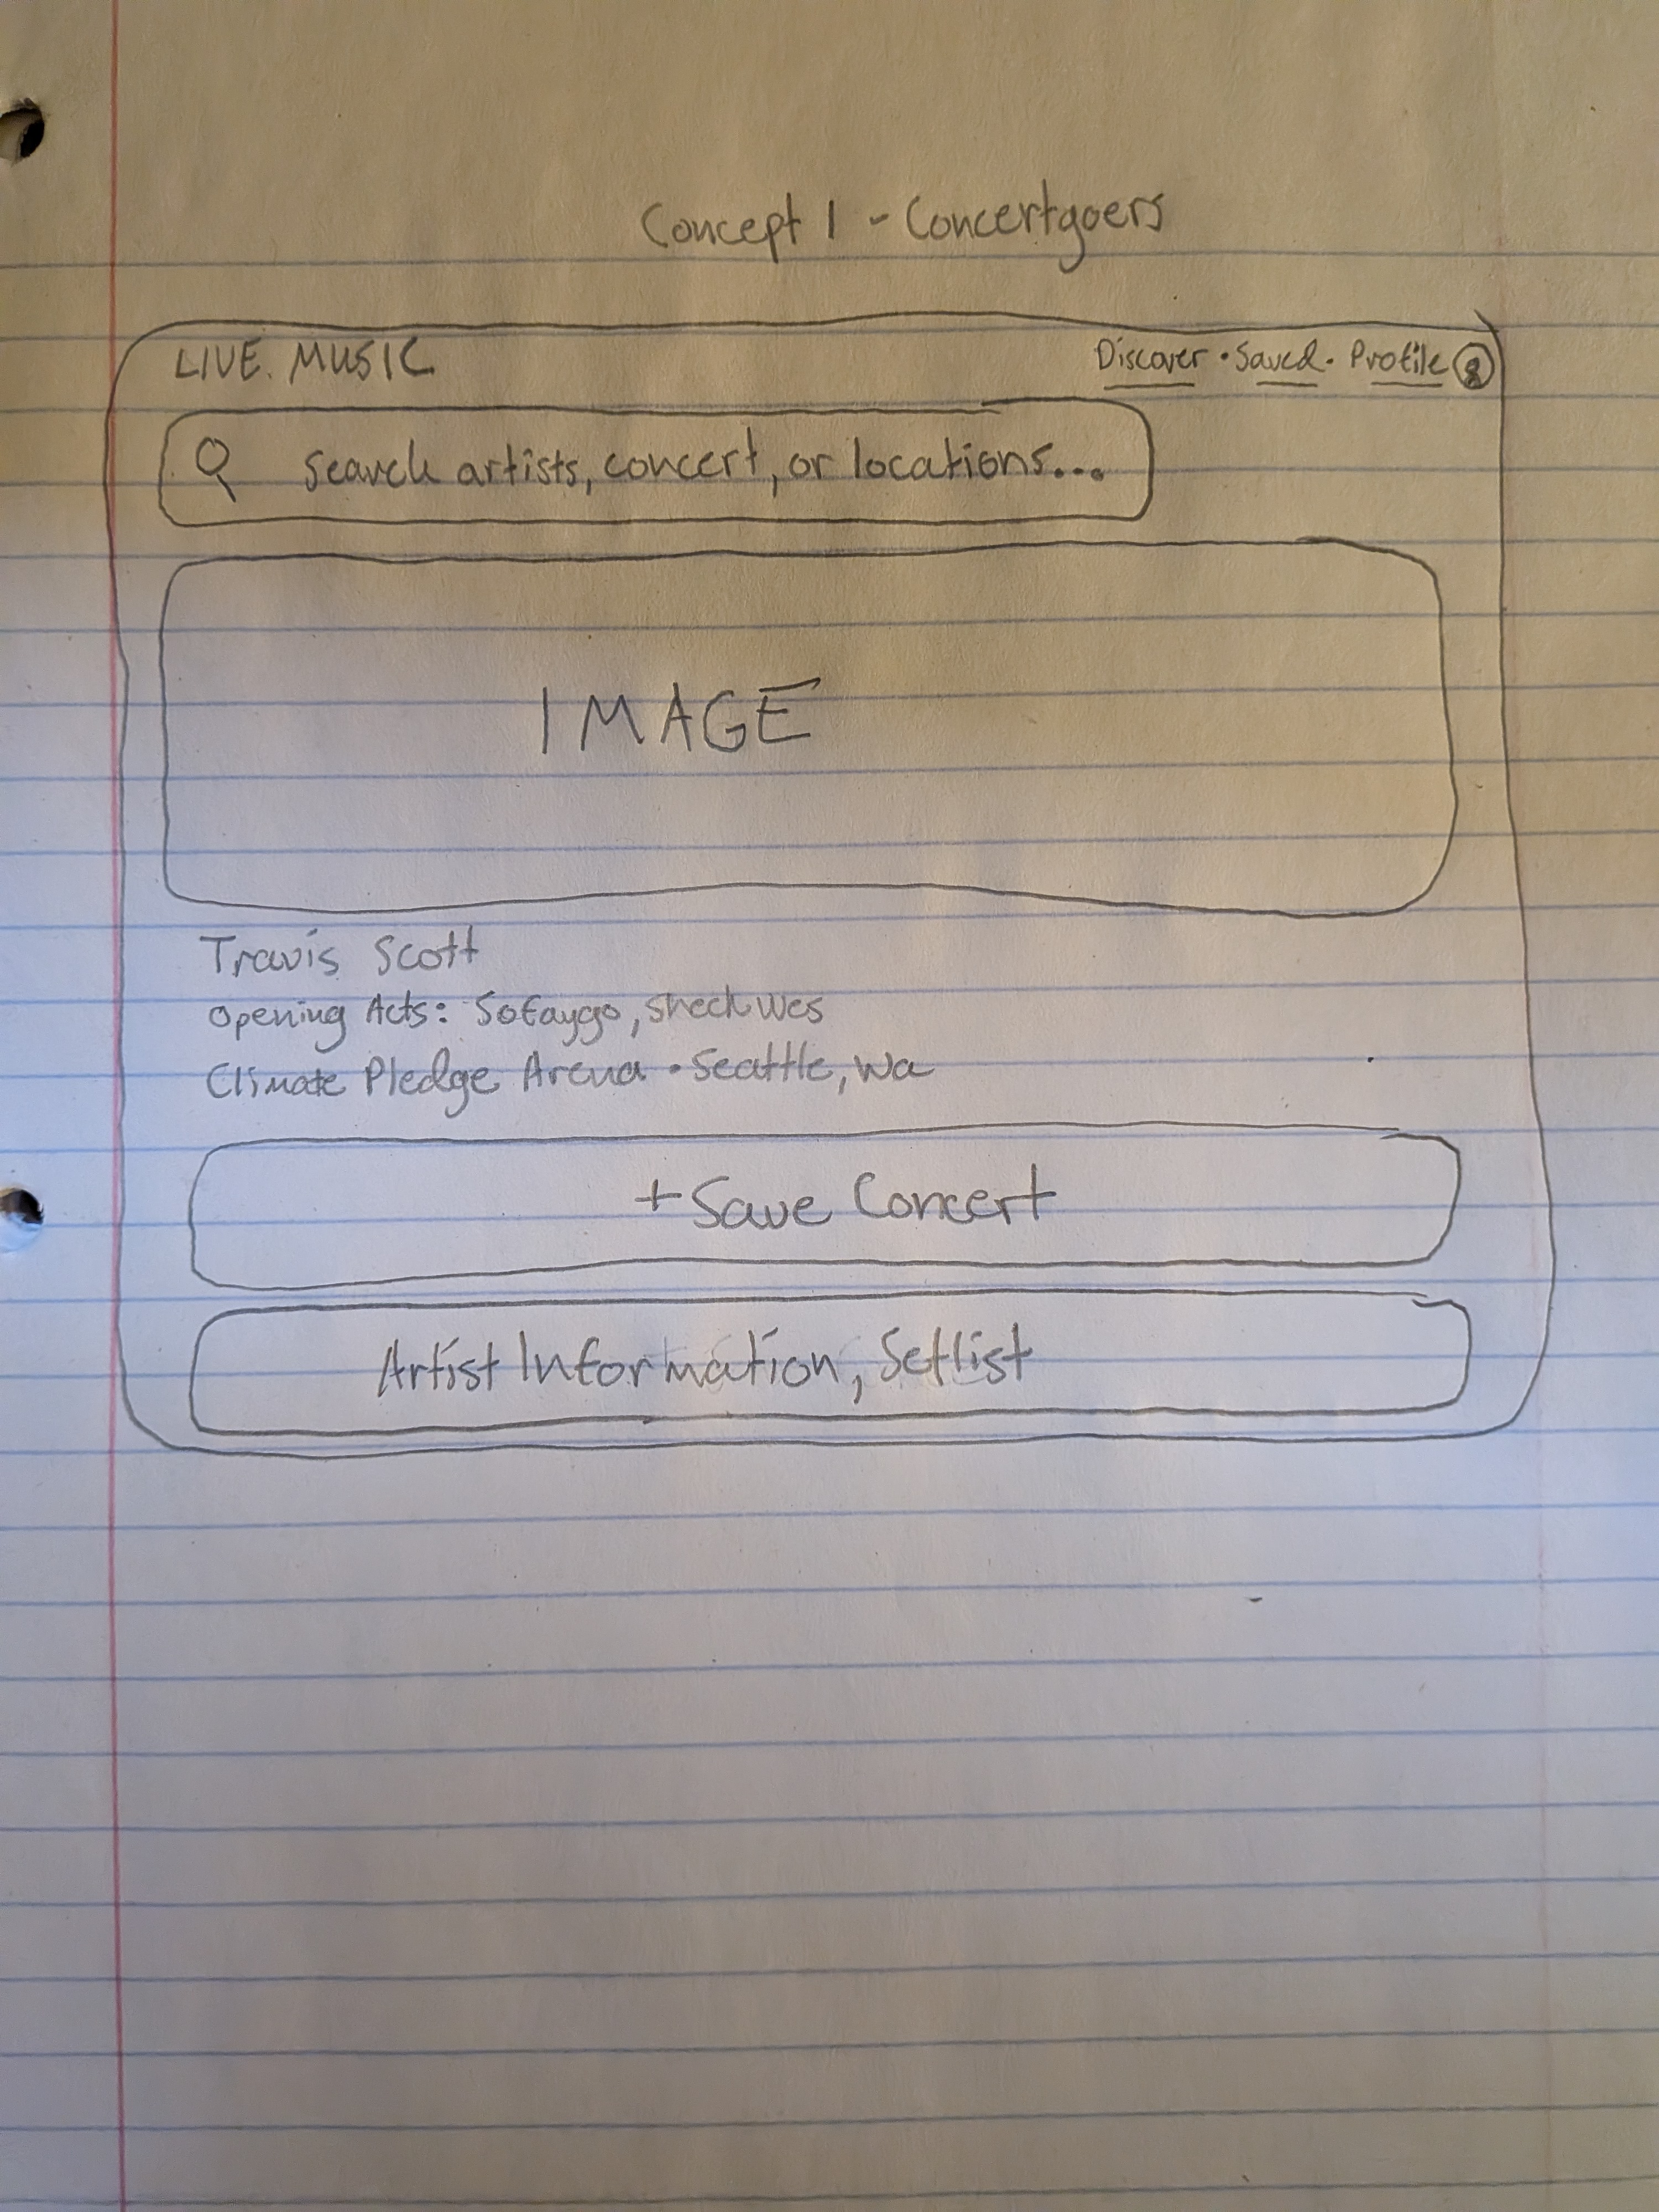 Concept 1 - Concertgoers
LIVE. MUSIC
Discover • Saved • Profile
Search artists, concert, or locations...
IMAGE
Travis Scott
Opening Acts: SoFaygo, Sheck Wes
Climate Pledge Arena • Seattle, Wa
+ Save Concert
Artist Information, Setlist